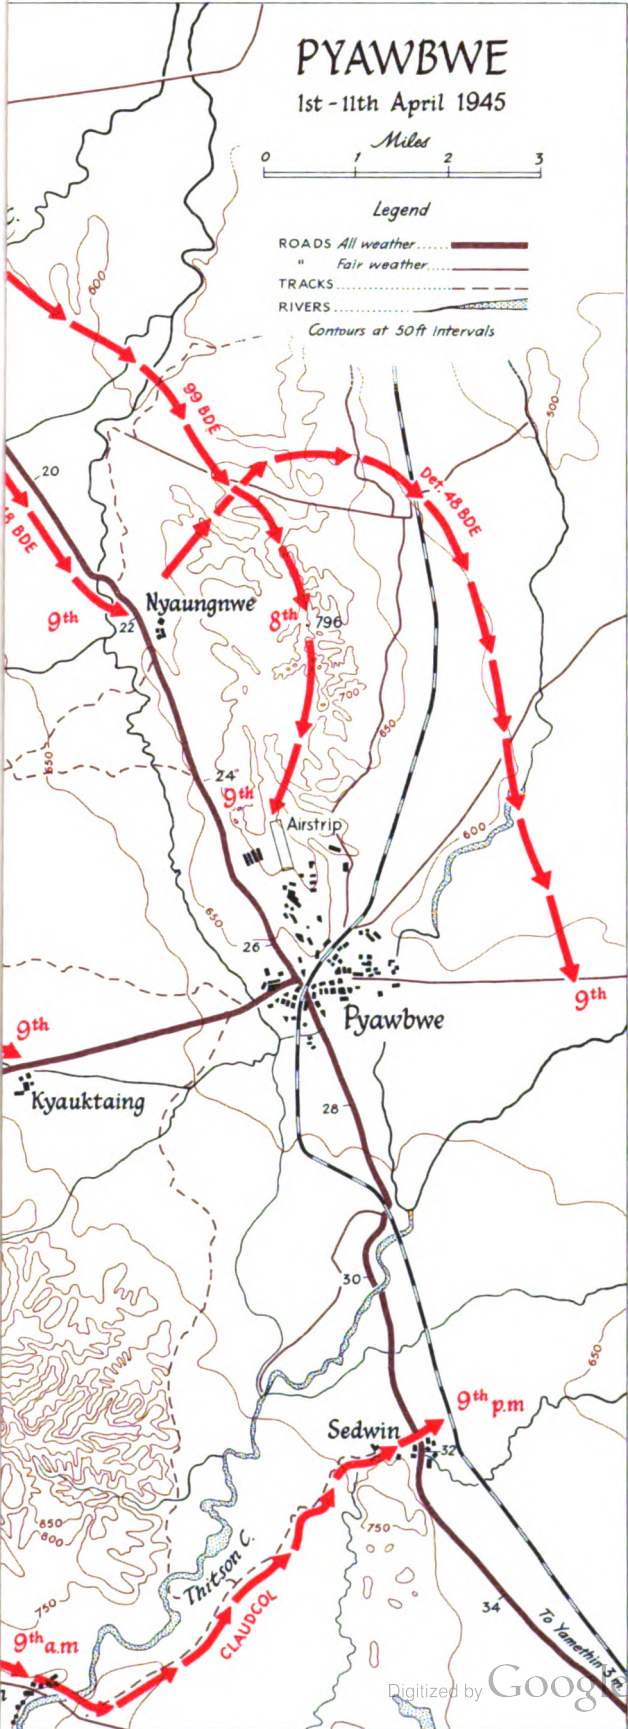 PYAWBWE
1st-11th April 1945
Miles
0 1 2 3
Legend
ROADS All weather
" Fair weather
TRACKS
RIVERS
Contours at 50ft intervals
C.
600
99 BDE
500
20
Det. 48 BDE
BDE
9th
22
Nyaungnwe
8th
796
700
650
650
24
9th
Airstrip
600
650
26
9th
9th
Pyawbwe
Kyauktaing
28
30
650
9th p.m
Sedwin
32
850
800
750
Thitson C.
750
CLAUDCOL
34
To Yamethin 3 m.
9th a.m
Digitized by Google